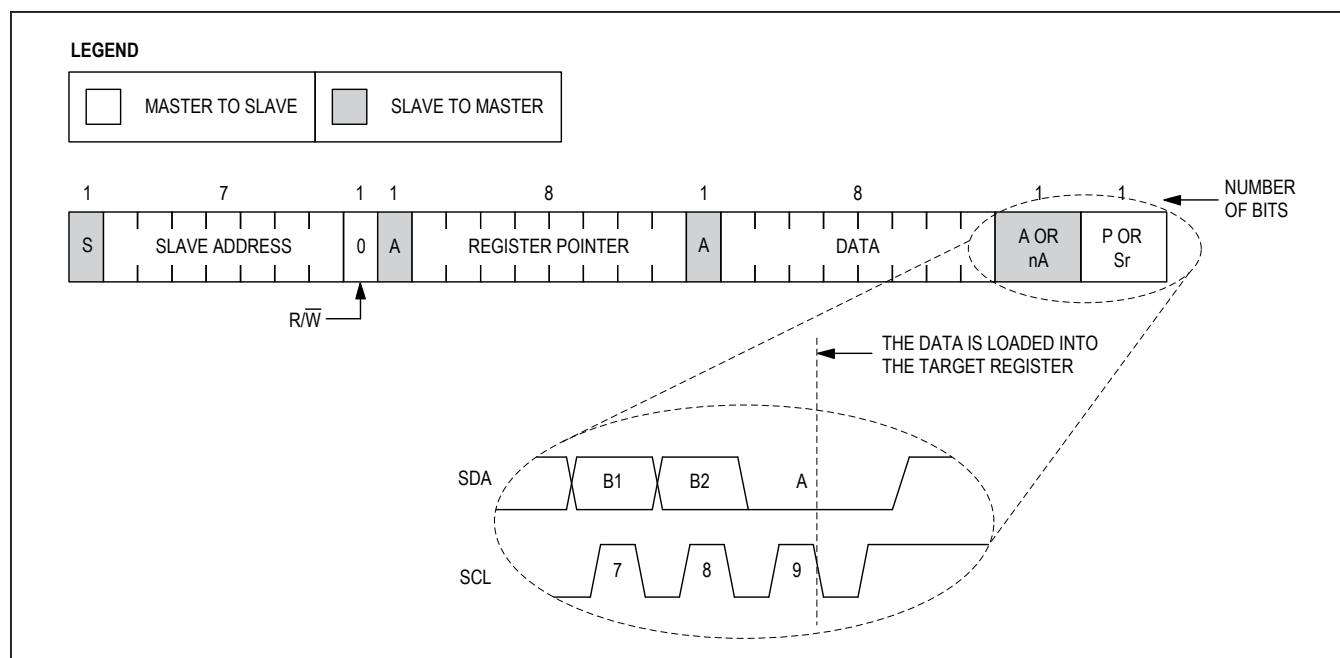 LEGEND
MASTER TO SLAVE
SLAVE TO MASTER
1 7 1 1 8 1 8 1 1
NUMBER
OF BITS
S SLAVE ADDRESS 0 A REGISTER POINTER A DATA A OR
nA P OR
Sr
R/W̅
THE DATA IS LOADED INTO
THE TARGET REGISTER
SDA B1 B2 A
SCL 7 8 9